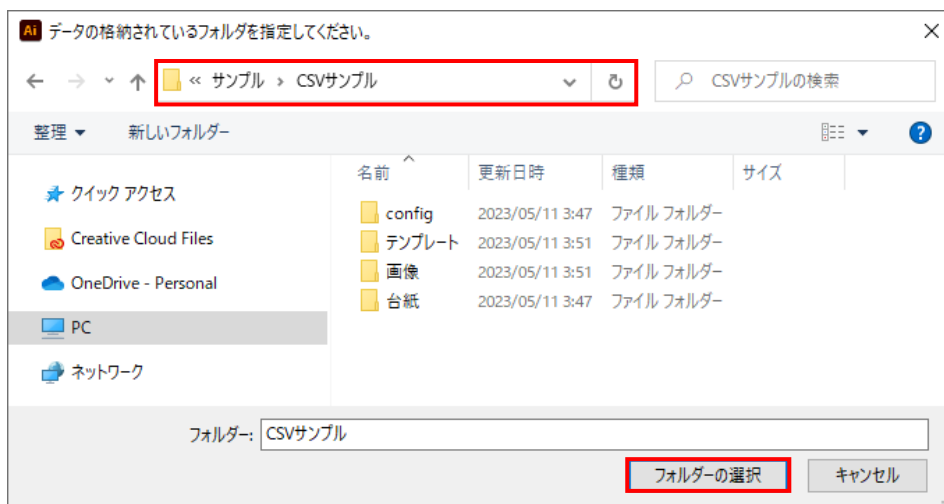 Ai データの格納されているフォルダを指定してください。
« サンプル › CSVサンプル
CSVサンプルの検索
整理 新しいフォルダー
名前 更新日時 種類 サイズ
クイック アクセス
Creative Cloud Files
OneDrive - Personal
PC
ネットワーク
config 2023/05/11 3:47 ファイル フォルダー
テンプレート 2023/05/11 3:51 ファイル フォルダー
画像 2023/05/11 3:51 ファイル フォルダー
台紙 2023/05/11 3:47 ファイル フォルダー
フォルダー: CSVサンプル
フォルダーの選択 キャンセル